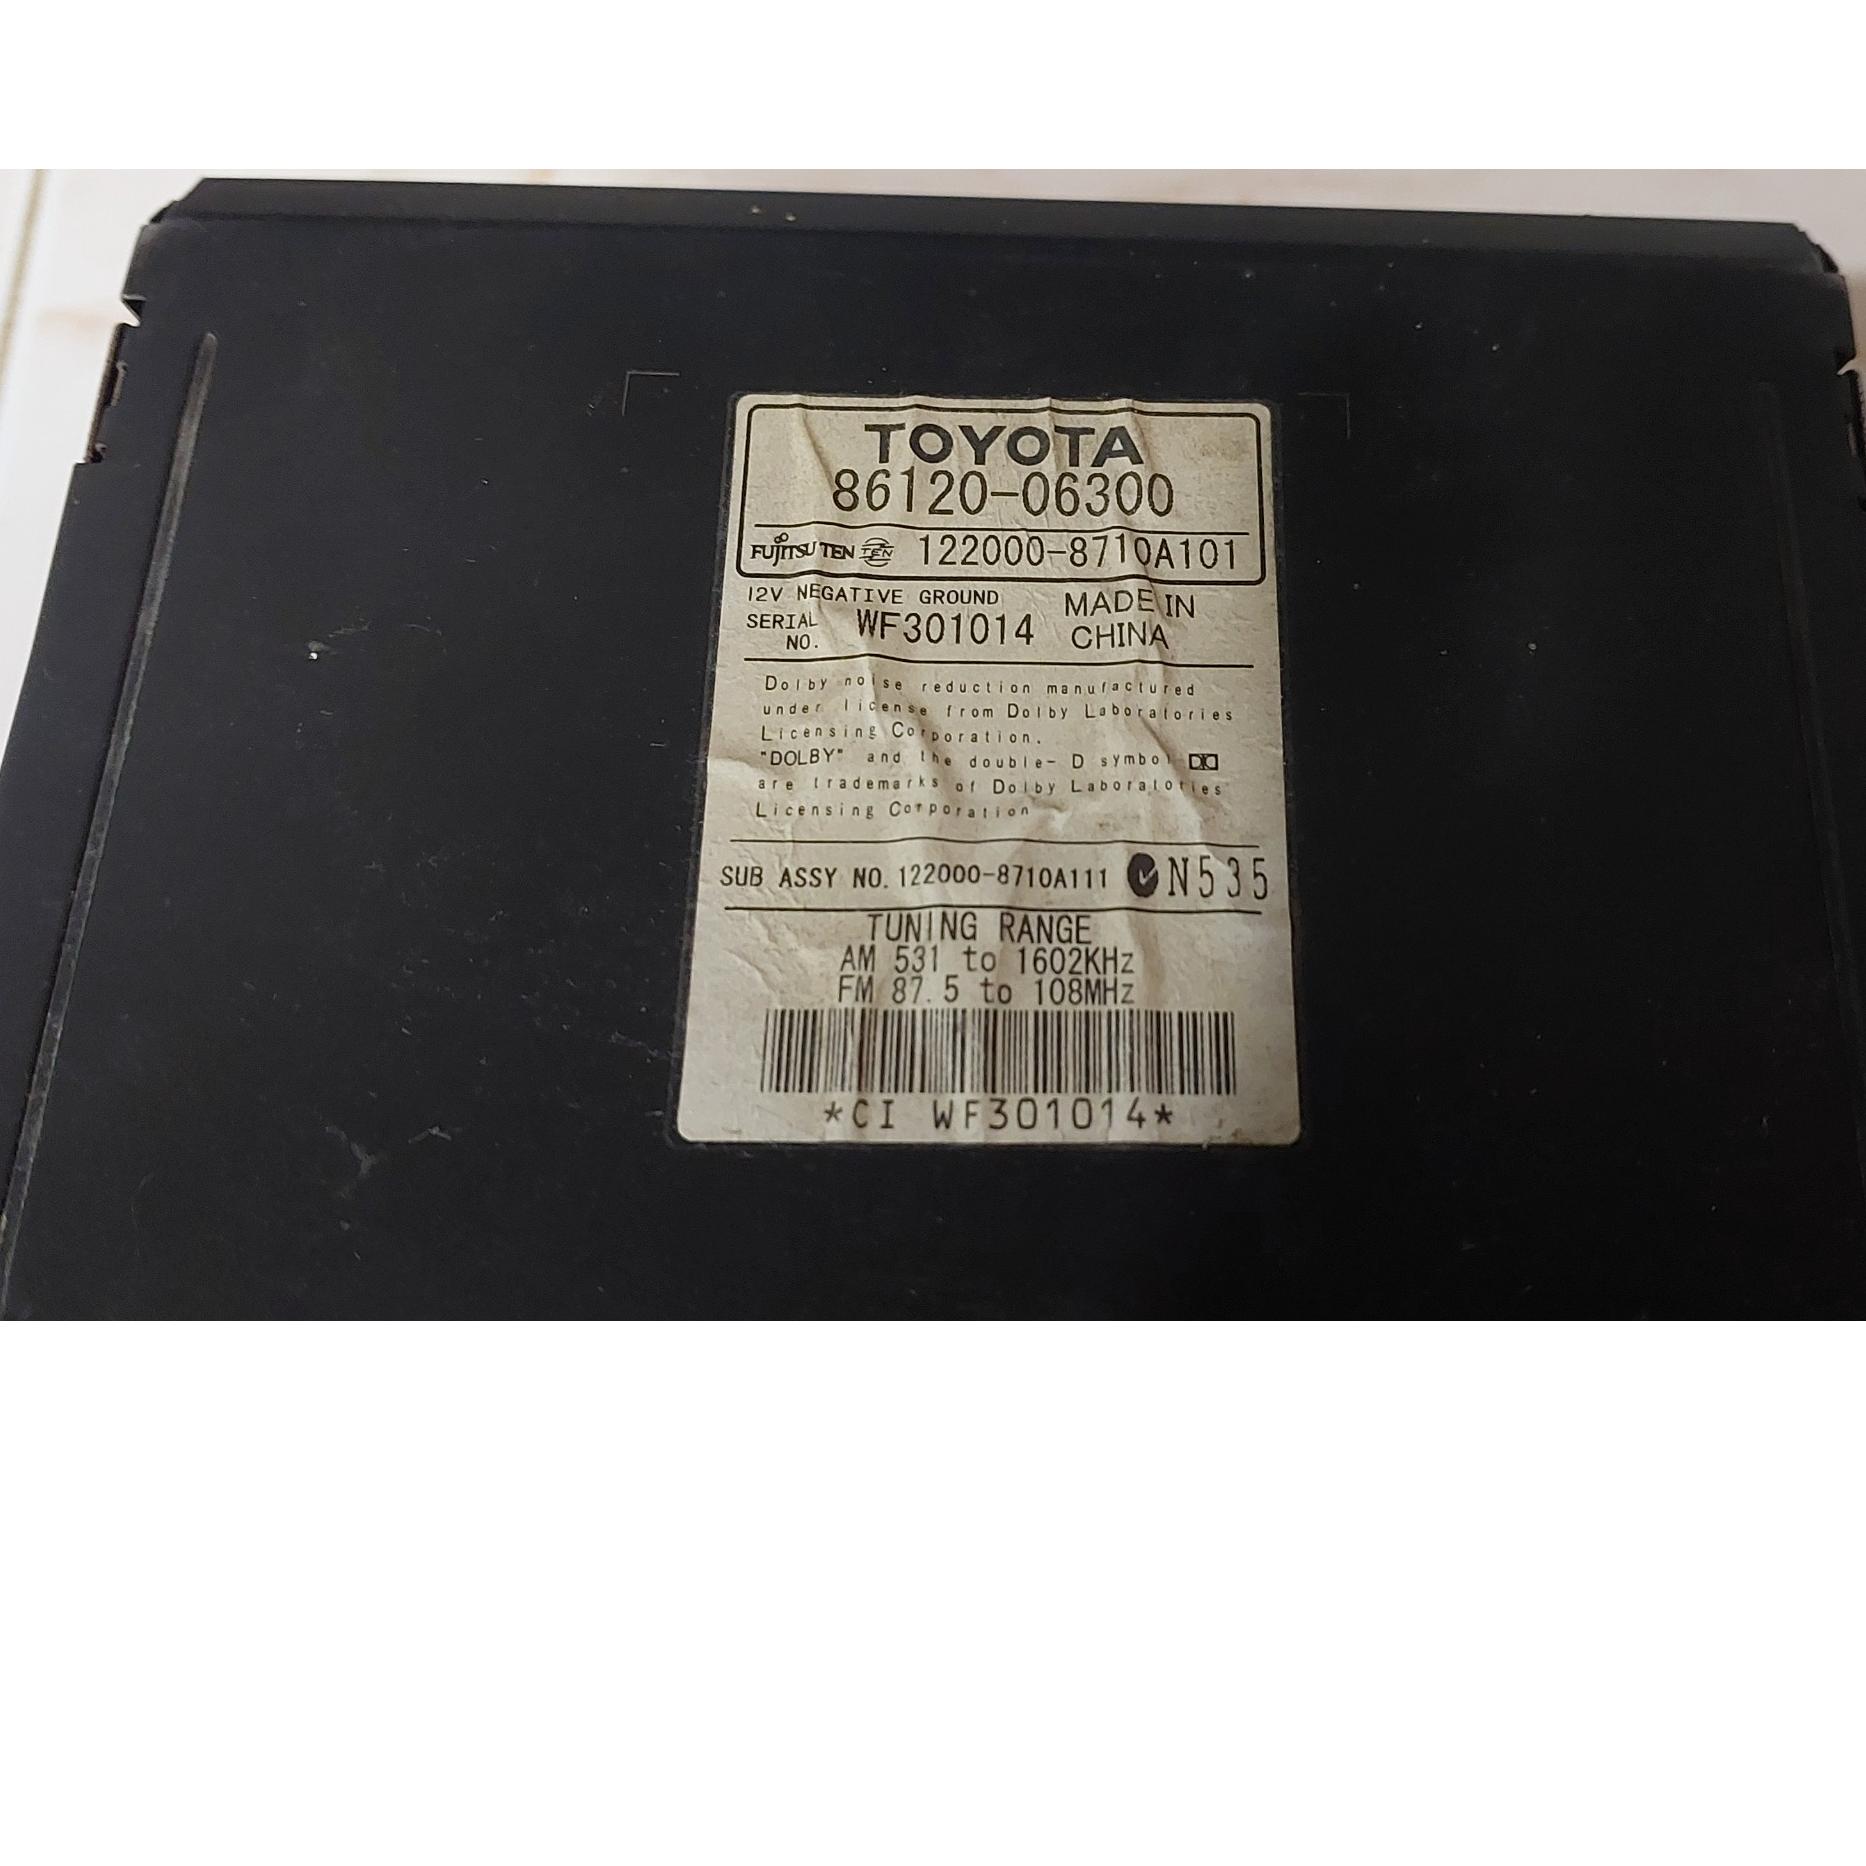 TOYOTA
86120-06300
FUJITSU TEN TEN 122000-8710A101
12V NEGATIVE GROUND MADE IN
SERIAL NO. WF301014 CHINA
Dolby noise reduction manufactured
under license from Dolby Laboratories
Licensing Corporation.
"DOLBY" and the double- D symbol
are trademarks of Dolby Laboratories
Licensing Corporation
SUB ASSY NO. 122000-8710A111 N535
TUNING RANGE
AM 531 to 1602KHz
FM 87.5 to 108MHz
*CI WF301014*